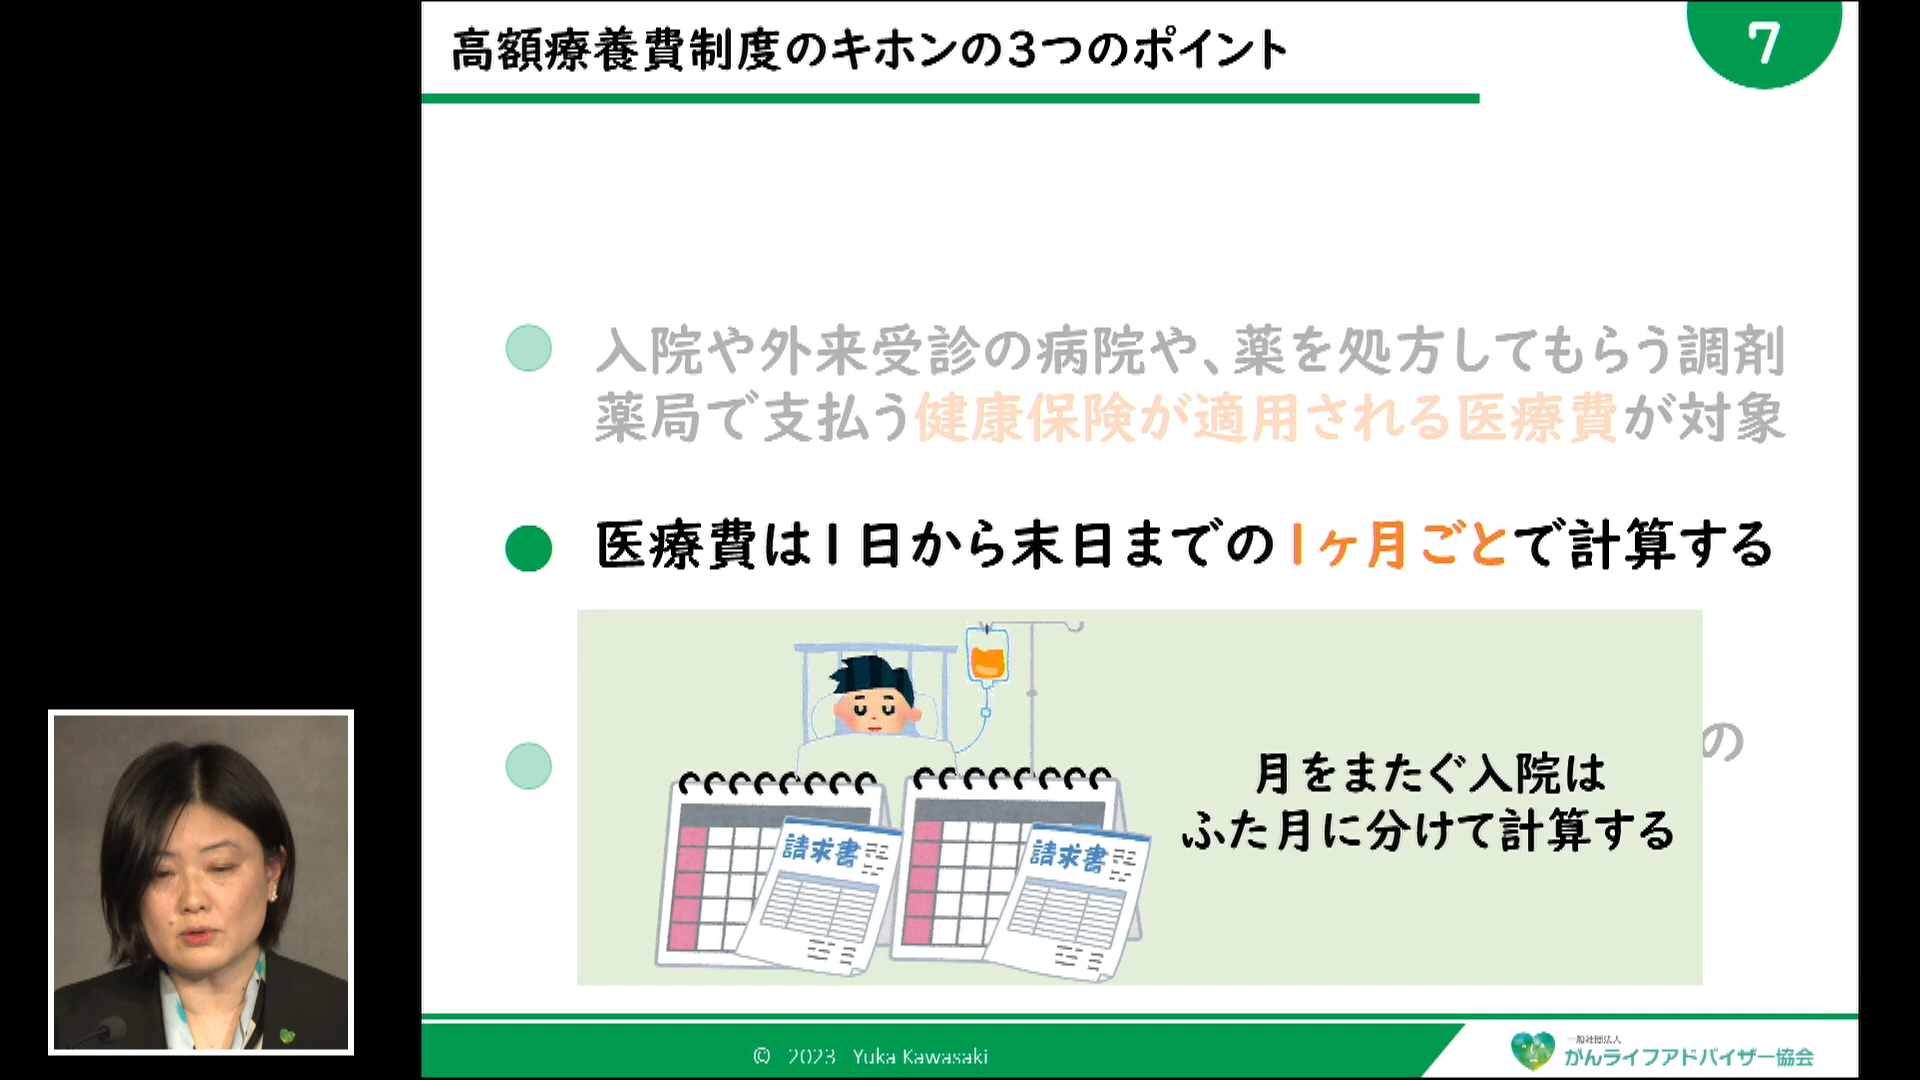 高額療養費制度のキホンの3つのポイント
7
入院や外来受診の病院や、薬を処方してもらう調剤
薬局で支払う健康保険が適用される医療費が対象
医療費は1日から末日までの1ヶ月ごとで計算する
の
月をまたぐ入院は
ふた月に分けて計算する
請求書
請求書
© 2023 Yuka Kawasaki
一般社団法人
がんライフアドバイザー協会